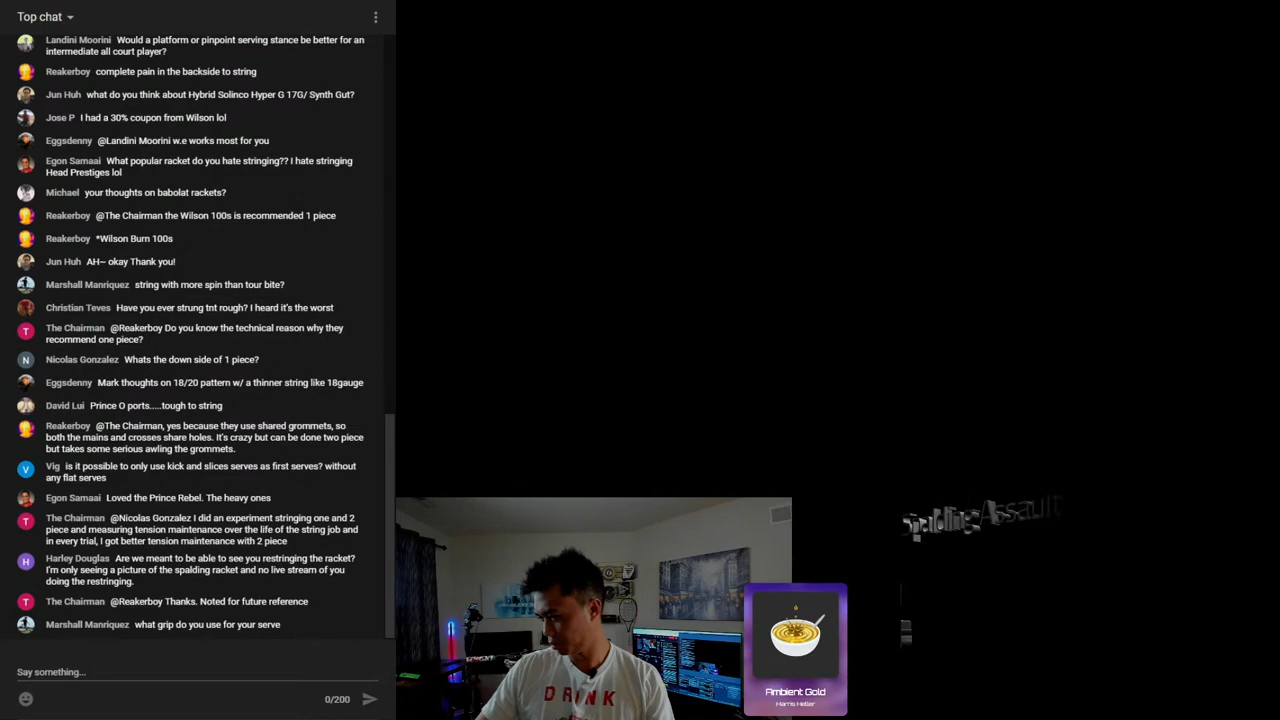 Top chat
Landini Moorini Would a platform or pinpoint serving stance be better for an
intermediate all court player?
Reakerboy complete pain in the backside to string
Jun Huh what do you think about Hybrid Solinco Hyper G 17G/ Synth Gut?
Jose P I had a 30% coupon from Wilson lol
Eggsdenny @Landini Moorini w.e works most for you
Egon Samaai What popular racket do you hate stringing?? I hate stringing
Head Prestiges lol
Michael your thoughts on babolat rackets?
Reakerboy @The Chairman the Wilson 100s is recommended 1 piece
Reakerboy *Wilson Burn 100s
Jun Huh AH~ okay Thank you!
Marshall Manriquez string with more spin than tour bite?
Christian Teves Have you ever strung tnt rough? I heard it's the worst
T The Chairman @Reakerboy Do you know the technical reason why they
recommend one piece?
N Nicolas Gonzalez Whats the down side of 1 piece?
Eggsdenny Mark thoughts on 18/20 pattern w/ a thinner string like 18gauge
David Lui Prince O ports.....tough to string
Reakerboy @The Chairman, yes because they use shared grommets, so
both the mains and crosses share holes. It's crazy but can be done two piece
but takes some serious awling the grommets.
V Vig is it possible to only use kick and slices serves as first serves? without
any flat serves
Egon Samaai Loved the Prince Rebel. The heavy ones
T The Chairman @Nicolas Gonzalez I did an experiment stringing one and 2
piece and measuring tension maintenance over the life of the string job and
in every trial, I got better tension maintenance with 2 piece
H Harley Douglas Are we meant to be able to see you restringing the racket?
I'm only seeing a picture of the spalding racket and no live stream of you
doing the restringing.
T The Chairman @Reakerboy Thanks. Noted for future reference
Marshall Manriquez what grip do you use for your serve
Say something...
0/200
DRINK
Ambient Gold
Harris Heller
Spalding Assault